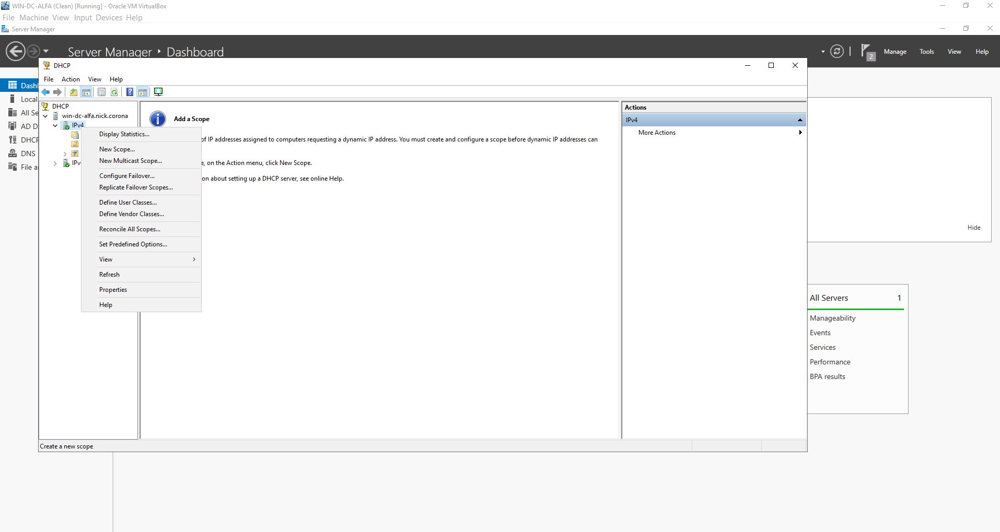 WIN-DC-ALFA (Clean) [Running] - Oracle VM VirtualBox
File Machine View Input Devices Help
Server Manager
Server Manager Dashboard
2 Manage Tools View Help
DHCP
File Action View Help
Dash
Local
All Se
AD D
DHCP
DNS
File a
DHCP
win-dc-alfa.nick.corona
IPv4
IPv
Display Statistics...
New Scope...
New Multicast Scope...
Configure Failover...
Replicate Failover Scopes...
Define User Classes...
Define Vendor Classes...
Reconcile All Scopes...
Set Predefined Options...
View
Refresh
Properties
Help
Add a Scope
of IP addresses assigned to computers requesting a dynamic IP address. You must create and configure a scope before dynamic IP addresses can
e, on the Action menu, click New Scope.
on about setting up a DHCP server, see online Help.
Actions
IPv4
More Actions
Hide
All Servers 1
Manageability
Events
Services
Performance
BPA results
Create a new scope